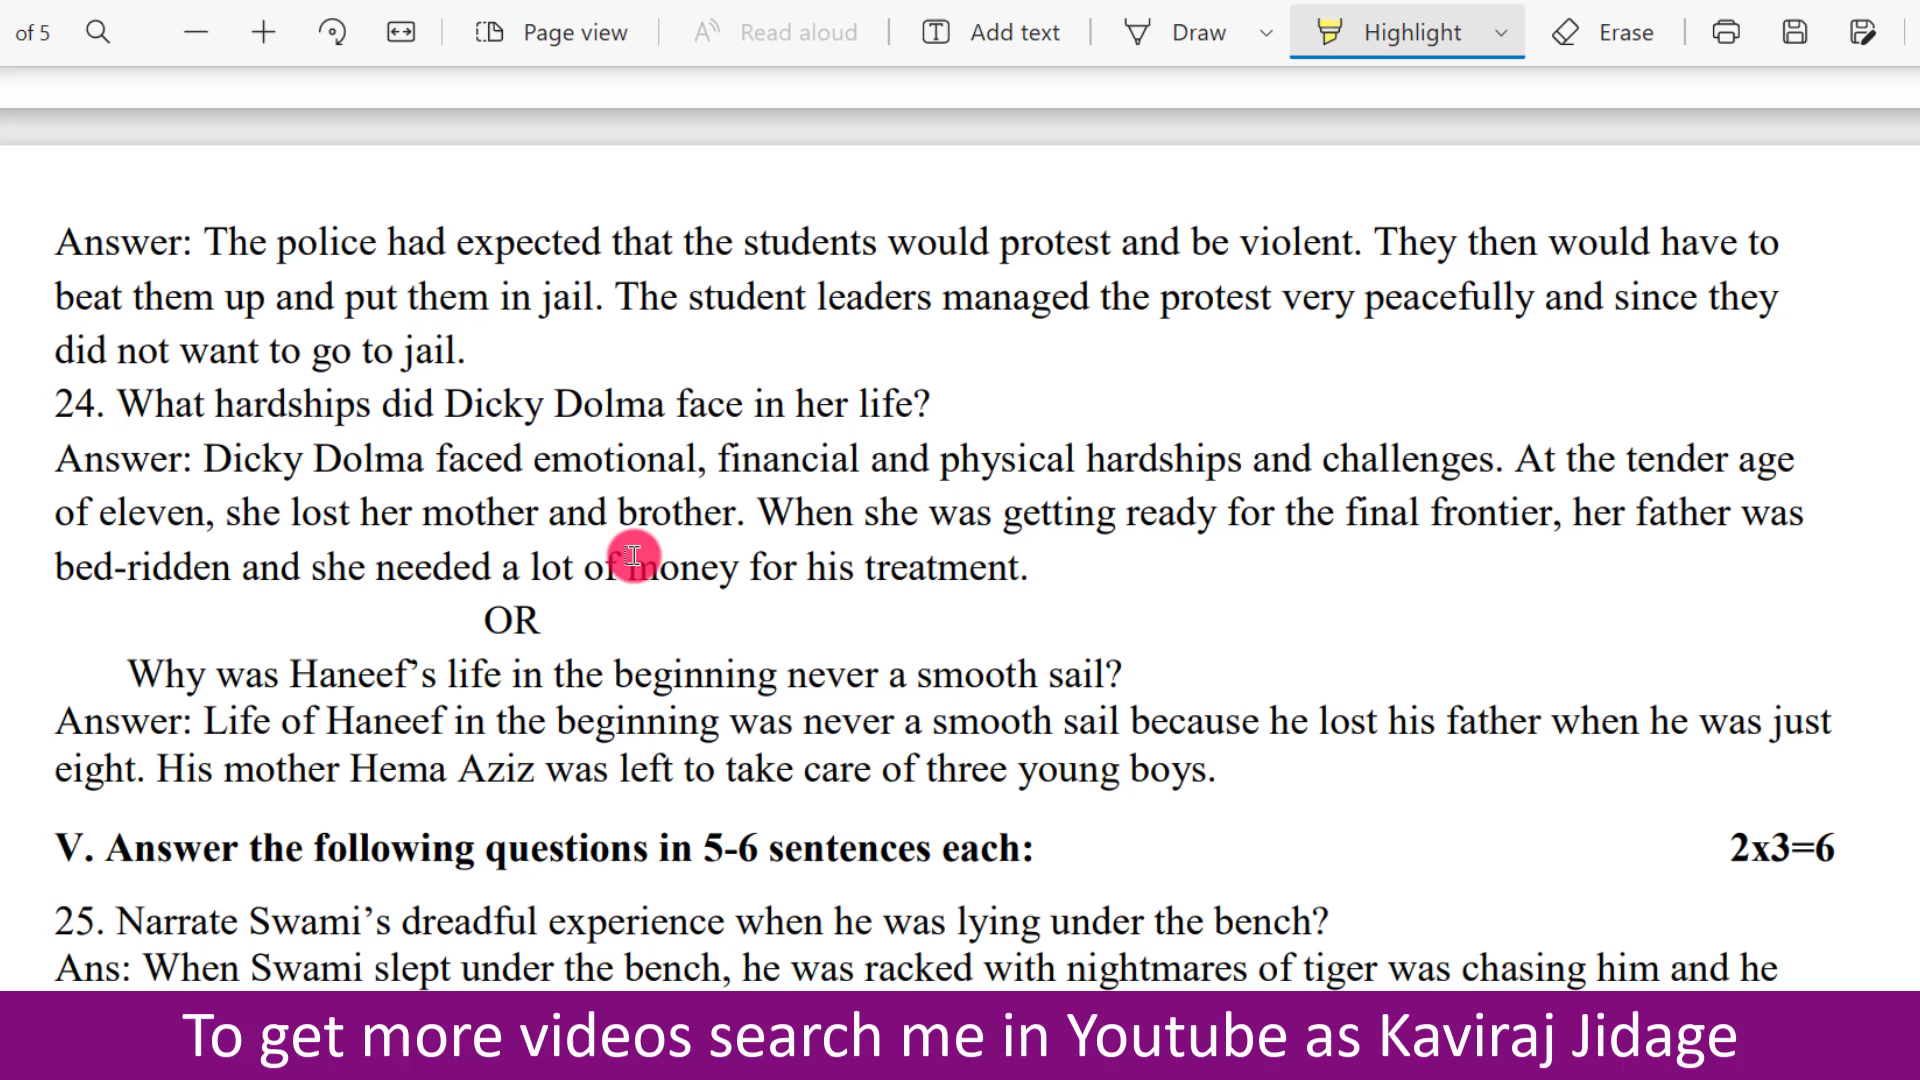 of 5 Page view Read aloud Add text Draw Highlight Erase
Answer: The police had expected that the students would protest and be violent. They then would have to
beat them up and put them in jail. The student leaders managed the protest very peacefully and since they
did not want to go to jail.
24. What hardships did Dicky Dolma face in her life?
Answer: Dicky Dolma faced emotional, financial and physical hardships and challenges. At the tender age
of eleven, she lost her mother and brother. When she was getting ready for the final frontier, her father was
bed-ridden and she needed a lot of money for his treatment.
OR
Why was Haneef’s life in the beginning never a smooth sail?
Answer: Life of Haneef in the beginning was never a smooth sail because he lost his father when he was just
eight. His mother Hema Aziz was left to take care of three young boys.
V. Answer the following questions in 5-6 sentences each: 2x3=6
25. Narrate Swami’s dreadful experience when he was lying under the bench?
Ans: When Swami slept under the bench, he was racked with nightmares of tiger was chasing him and he
To get more videos search me in Youtube as Kaviraj Jidage